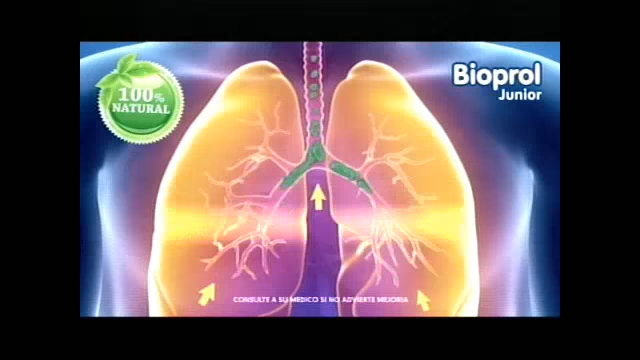 100%
NATURAL
Bioprol
Junior
CONSULTE A SU MEDICO SI NO ADVIERTE MEJORIA